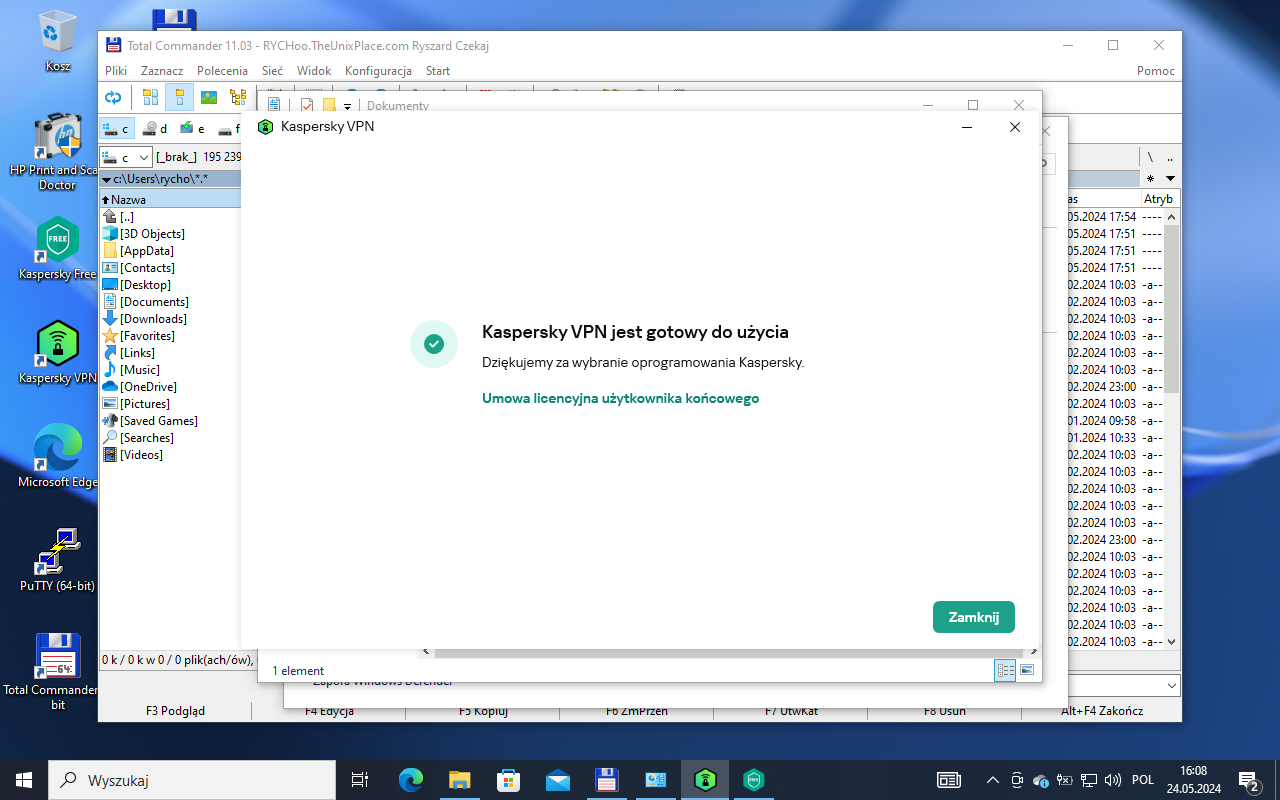 Kosz
HP Print and Sca
Doctor
FREE
Kaspersky Free
Kaspersky VPN
Microsoft Edge
PuTTY (64-bit)
64:
Total Commander
bit
Total Commander 11.03 - RYCHoo.TheUnixPlace.com Ryszard Czekaj
Pliki Zaznacz Polecenia Sieć Widok Konfiguracja Start Pomoc
Dokumenty
c d e f
c [_brak_] 195 239 \ ..
c:\Users\rycho\*.* * 
Nazwa as Atryb
[..] 05.2024 17:54 ----
[3D Objects] 05.2024 17:51 ----
[AppData] 05.2024 17:51 ----
[Contacts] 05.2024 17:51 ----
[Desktop] 02.2024 10:03 -a--
[Documents] 02.2024 10:03 -a--
[Downloads] 02.2024 10:03 -a--
[Favorites] 02.2024 10:03 -a--
[Links] 02.2024 10:03 -a--
[Music] 02.2024 10:03 -a--
[OneDrive] 02.2024 23:00 -a--
[Pictures] 02.2024 10:03 -a--
[Saved Games] 01.2024 09:58 -a--
[Searches] 01.2024 10:33 -a--
[Videos] 02.2024 10:03 -a--
02.2024 10:03 -a--
02.2024 10:03 -a--
02.2024 10:03 -a--
02.2024 10:03 -a--
02.2024 23:00 -a--
02.2024 10:03 -a--
02.2024 10:03 -a--
02.2024 10:03 -a--
02.2024 10:03 -a--
02.2024 10:03 -a--
02.2024 10:03 -a--
Kaspersky VPN
Kaspersky VPN jest gotowy do użycia
Dziękujemy za wybranie oprogramowania Kaspersky.
Umowa licencyjna użytkownika końcowego
Zamknij
0 k / 0 k w 0 / 0 plik(ach/ów),
1 element
Zapora Windows Defender
F3 Podgląd F4 Edycja F5 Kopiuj F6 ZmPrzen F7 UtwKat F8 Usuń Alt+F4 Zakończ
Wyszukaj
FREE
POL
16:08
24.05.2024
2